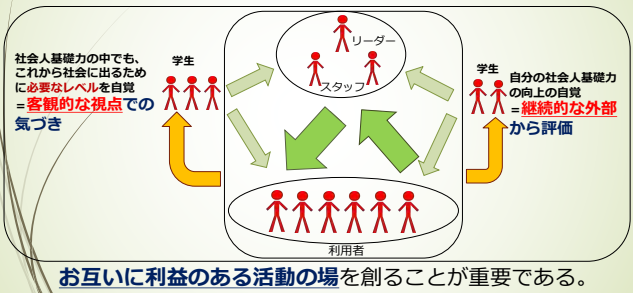 社会人基礎力の中でも、
これから社会に出るため
に必要なレベルを自覚
＝客観的な視点での
気づき
学生
リーダー
スタッフ
利用者
学生
自分の社会人基礎力
の向上の自覚
＝継続的な外部
から評価
お互いに利益のある活動の場を創ることが重要である。